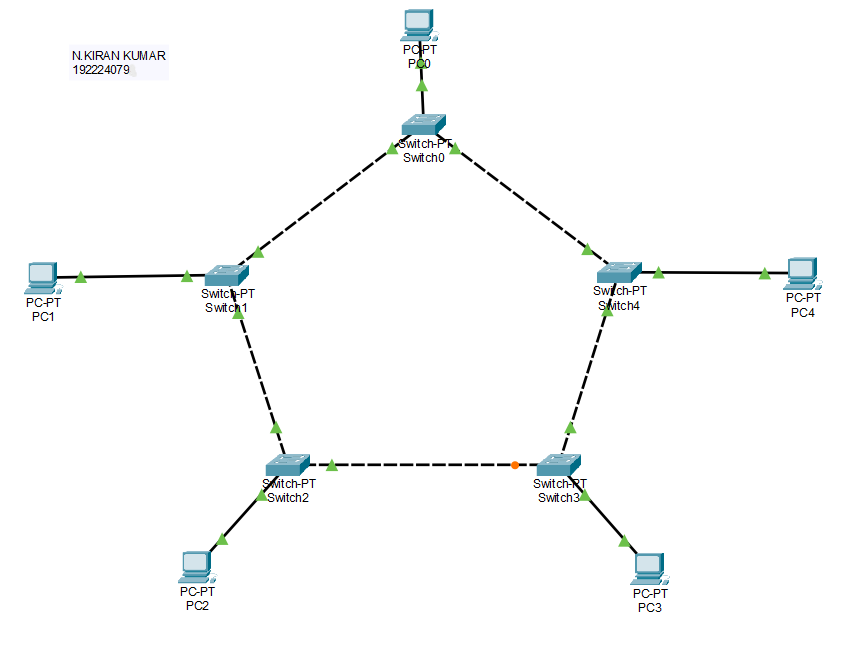 PC-PT
PC0
N.KIRAN KUMAR
192224079
Switch-PT
Switch0
Switch-PT
Switch1
Switch-PT
Switch4
PC-PT
PC1
PC-PT
PC4
Switch-PT
Switch2
Switch-PT
Switch3
PC-PT
PC2
PC-PT
PC3